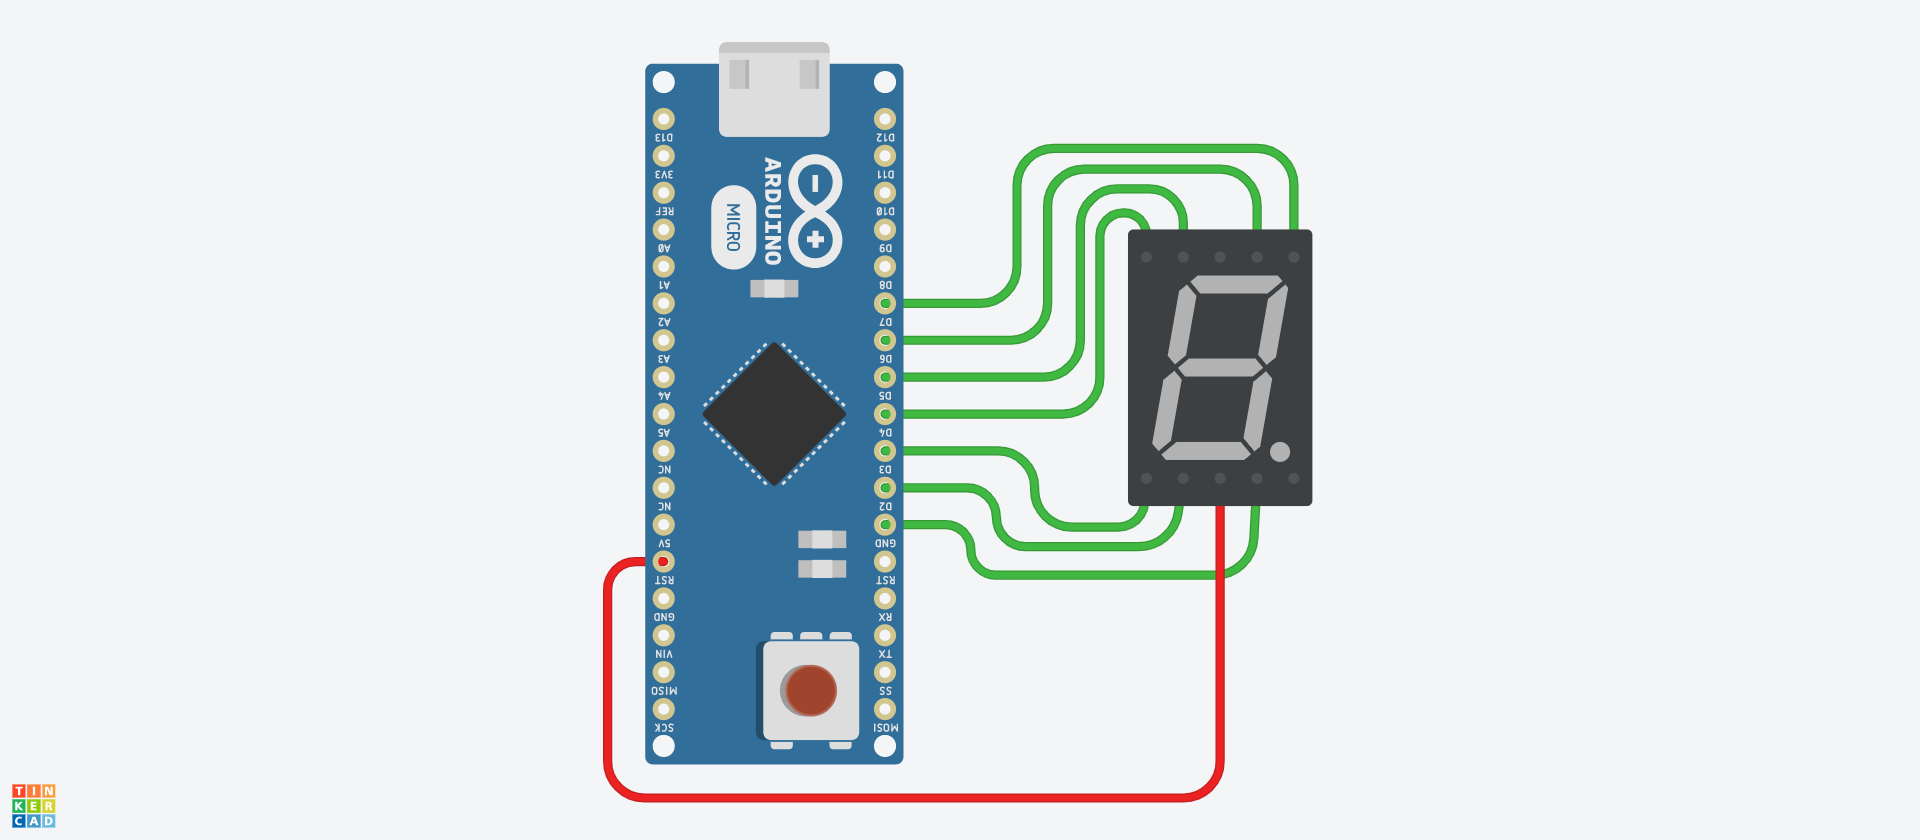 D13
3V3
REF
A0
A1
A2
A3
A4
A5
NC
NC
5V
RST
GND
VIN
MISO
SCK
ARDUINO
MICRO
D12
D11
D10
D9
D8
D7
D6
D5
D4
D3
D2
GND
RST
RX
TX
SS
MOSI
TIN
KER
CAD